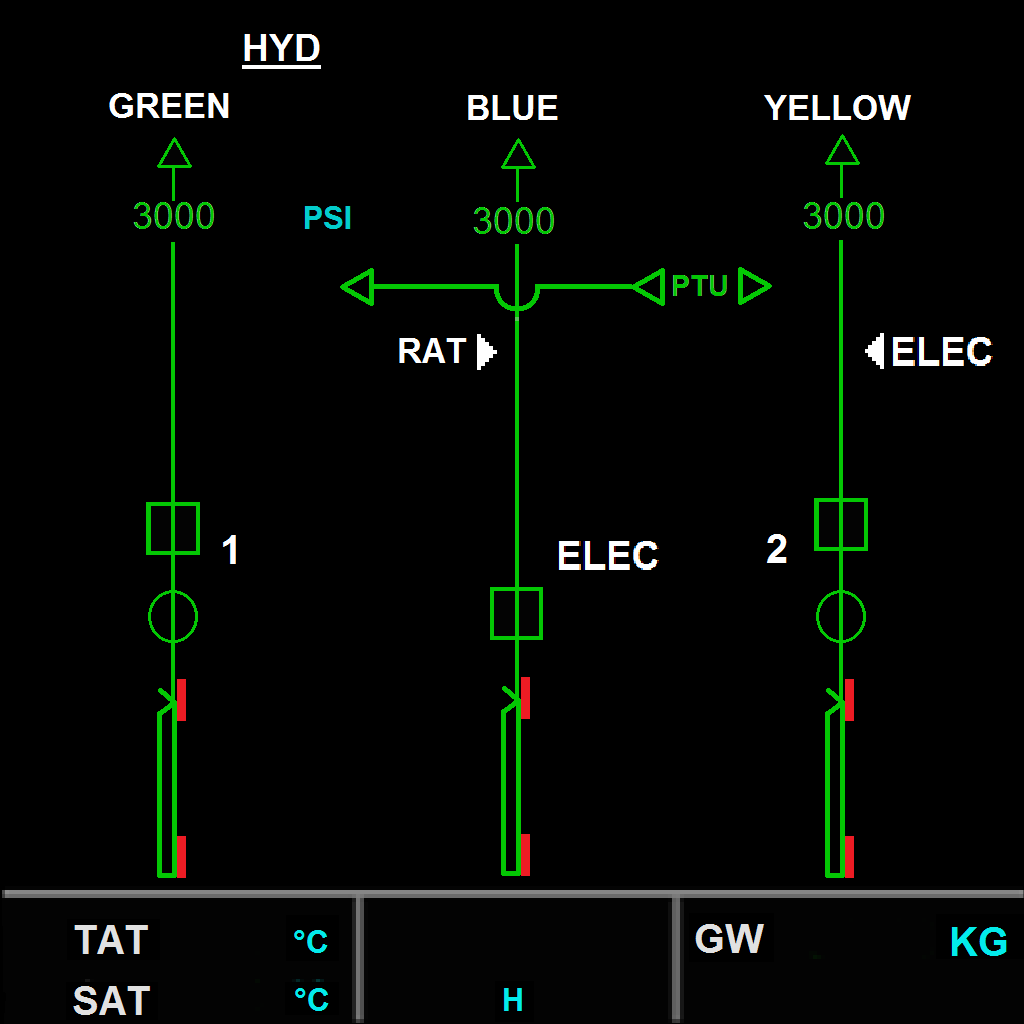 HYD
GREEN BLUE YELLOW
3000 PSI 3000 3000
PTU
RAT ELEC
1 ELEC 2
TAT °C GW KG
SAT °C H